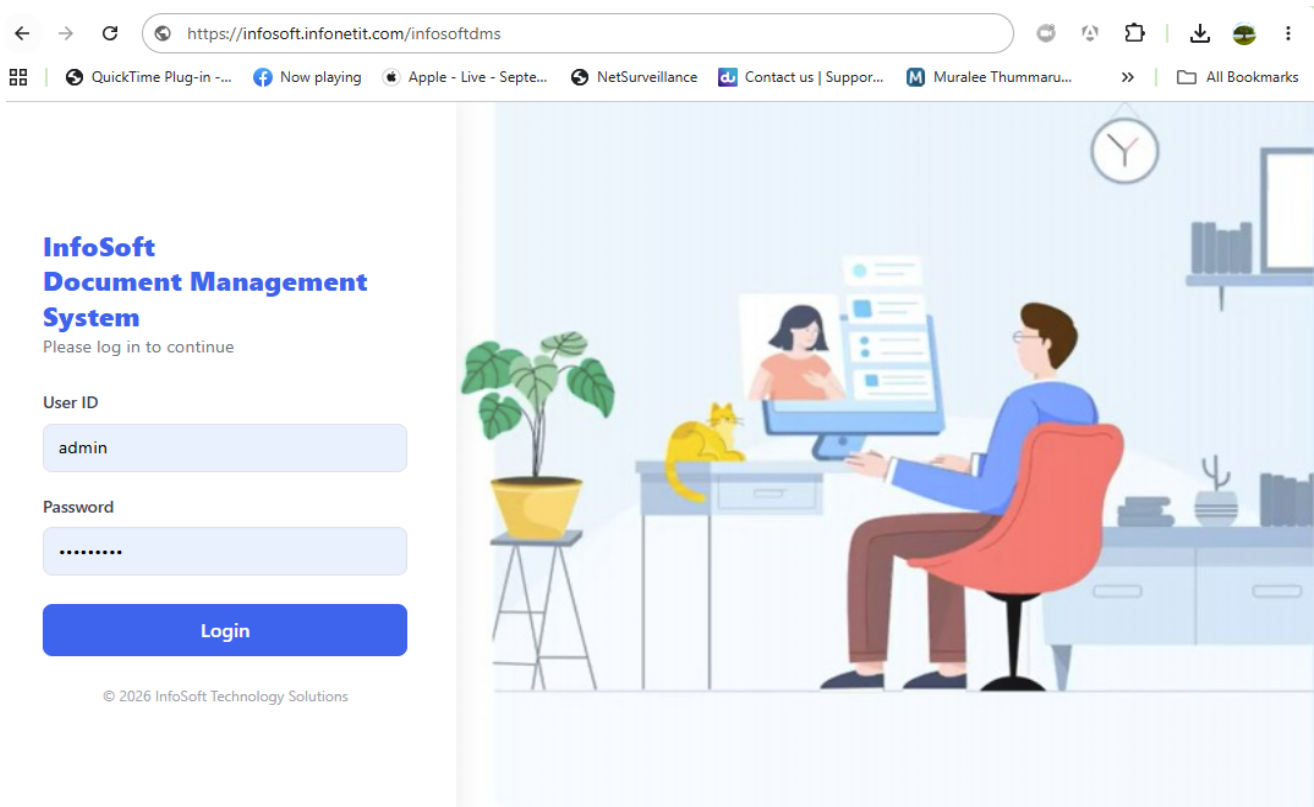 https://infosoft.infonetit.com/infosoftdms
QuickTime Plug-in -... Now playing Apple - Live - Septe... NetSurveillance Contact us | Suppor... Muralee Thummaru... » All Bookmarks
InfoSoft
Document Management
System
Please log in to continue
User ID
admin
Password
•••••••••
Login
© 2026 InfoSoft Technology Solutions